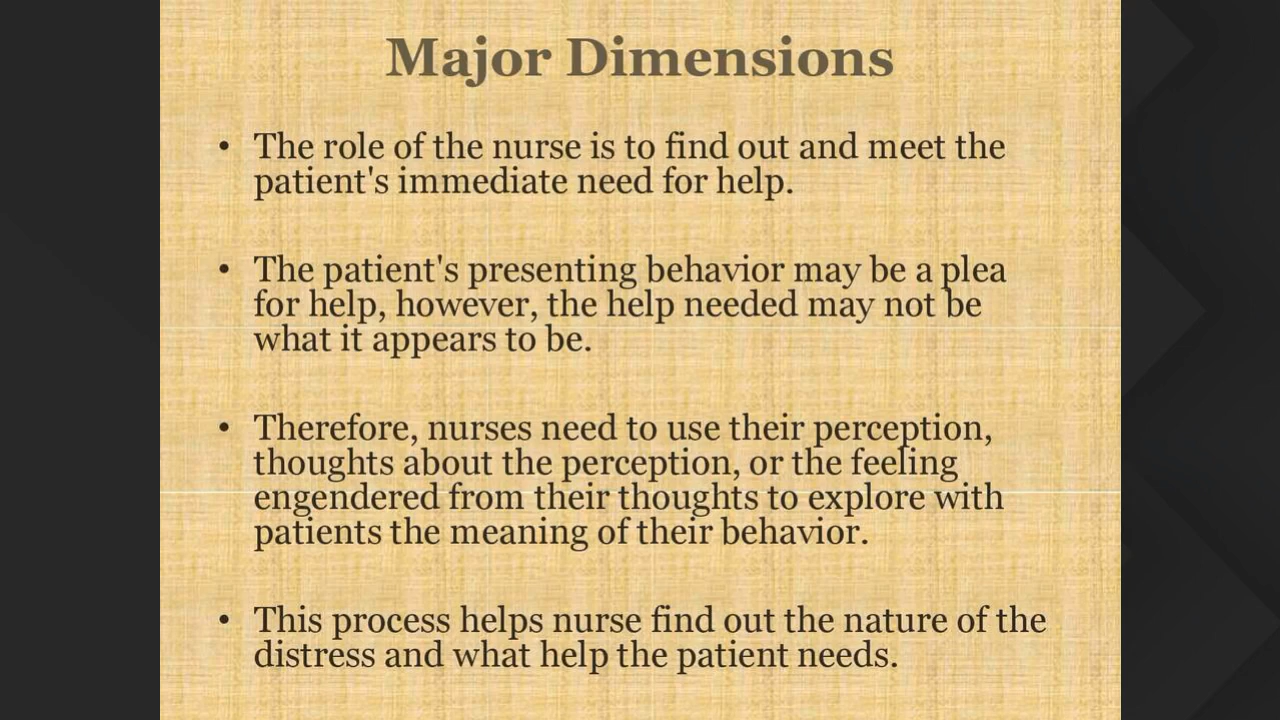 Major Dimensions
• The role of the nurse is to find out and meet the
patient's immediate need for help.
• The patient's presenting behavior may be a plea
for help, however, the help needed may not be
what it appears to be.
• Therefore, nurses need to use their perception,
thoughts about the perception, or the feeling
engendered from their thoughts to explore with
patients the meaning of their behavior.
• This process helps nurse find out the nature of the
distress and what help the patient needs.